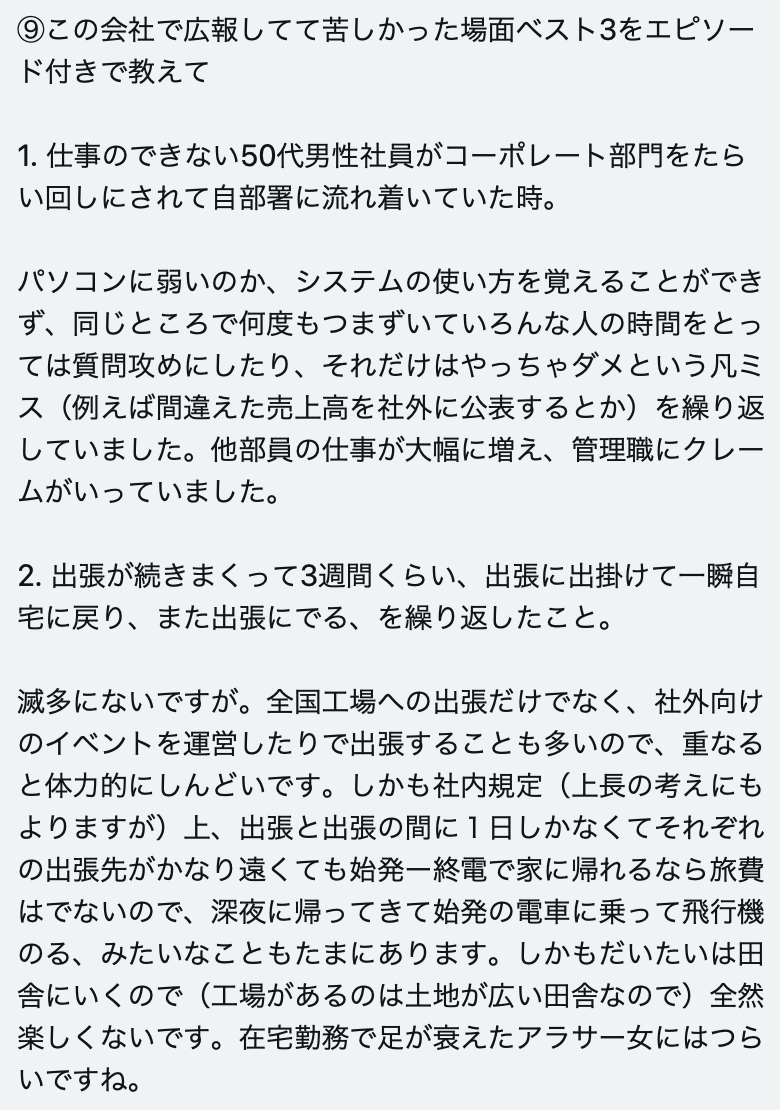 ⑨この会社で広報してて苦しかった場面ベスト3をエピソー
ド付きで教えて
1. 仕事のできない50代男性社員がコーポレート部門をたら
い回しにされて自部署に流れ着いていた時。
パソコンに弱いのか、システムの使い方を覚えることができ
ず、同じところで何度もつまずいていろんな人の時間をとっ
ては質問攻めにしたり、それだけはやっちゃダメという凡ミ
ス（例えば間違えた売上高を社外に公表するとか）を繰り返
していました。他部員の仕事が大幅に増え、管理職にクレー
ムがいっていました。
2. 出張が続きまくって3週間くらい、出張に出掛けて一瞬自
宅に戻り、また出張にでる、を繰り返したこと。
滅多にないですが。全国工場への出張だけでなく、社外向け
のイベントを運営したりで出張することも多いので、重なる
と体力的にしんどいです。しかも社内規定（上長の考えにも
よりますが）上、出張と出張の間に１日しかなくてそれぞれ
の出張先がかなり遠くても始発ー終電で家に帰れるなら旅費
はでないので、深夜に帰ってきて始発の電車に乗って飛行機
のる、みたいなこともたまにあります。しかもだいたいは田
舎にいくので（工場があるのは土地が広い田舎なので）全然
楽しくないです。在宅勤務で足が衰えたアラサー女にはつら
いですね。